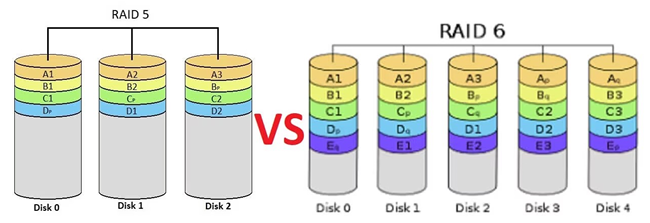 RAID 5
A1 A2 A3
B1 B2 Bp
C1 Cp C2
Dp D1 D2
Disk 0 Disk 1 Disk 2
VS
RAID 6
A1 A2 A3 Ap Aq
B1 B2 Bp Bq B3
C1 Cp Cq C2 C3
Dp Dq D1 D2 D3
Eq E1 E2 E3 Ep
Disk 0 Disk 1 Disk 2 Disk 3 Disk 4